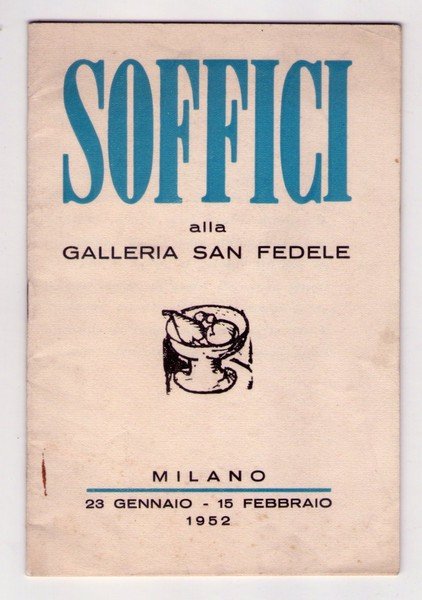 SOFFICI
alla
GALLERIA SAN FEDELE
MILANO
23 GENNAIO - 15 FEBBRAIO
1952